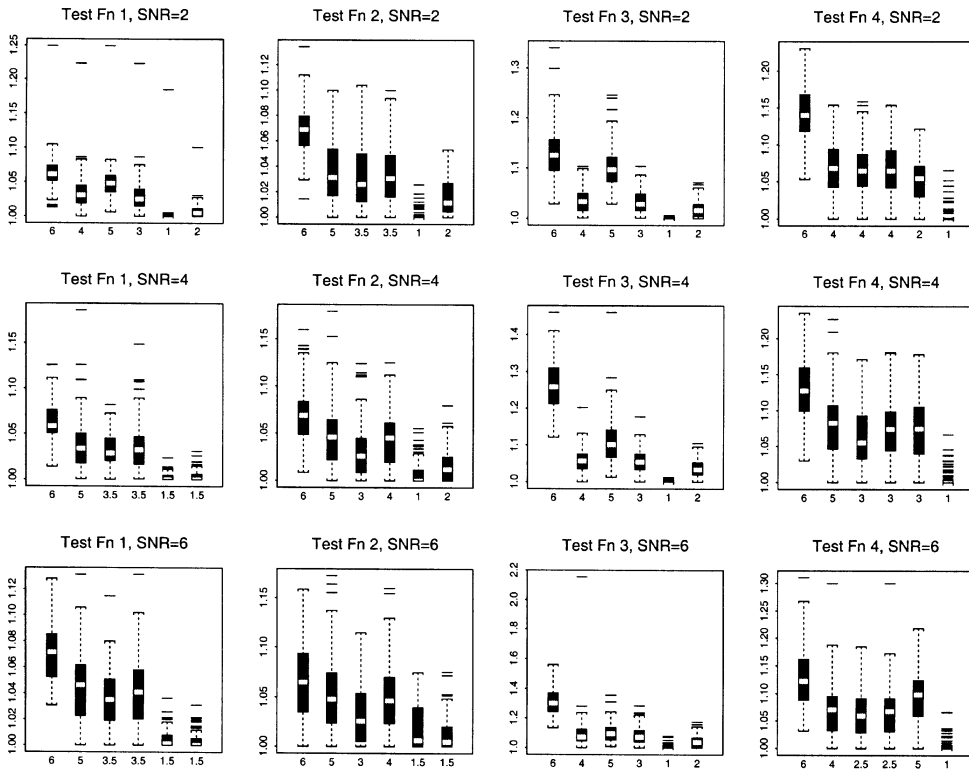 Test Fn 1, SNR=2
1.25
1.20
1.15
1.10
1.05
1.00
6 4 5 3 1 2
Test Fn 2, SNR=2
1.12
1.10
1.08
1.06
1.04
1.02
1.00
6 5 3.5 3.5 1 2
Test Fn 3, SNR=2
1.3
1.2
1.1
1.0
6 4 5 3 1 2
Test Fn 4, SNR=2
1.20
1.15
1.10
1.05
1.00
6 4 4 4 2 1
Test Fn 1, SNR=4
1.15
1.10
1.05
1.00
6 5 3.5 3.5 1.5 1.5
Test Fn 2, SNR=4
1.15
1.10
1.05
1.00
6 5 3 4 1 2
Test Fn 3, SNR=4
1.4
1.3
1.2
1.1
1.0
6 4 5 3 1 2
Test Fn 4, SNR=4
1.20
1.15
1.10
1.05
1.00
6 5 3 3 3 1
Test Fn 1, SNR=6
1.12
1.10
1.08
1.06
1.04
1.02
1.00
6 5 3.5 3.5 1.5 1.5
Test Fn 2, SNR=6
1.15
1.10
1.05
1.00
6 5 3 4 1.5 1.5
Test Fn 3, SNR=6
2.2
2.0
1.8
1.6
1.4
1.2
1.0
6 4 5 3 1 2
Test Fn 4, SNR=6
1.30
1.25
1.20
1.15
1.10
1.05
1.00
6 4 2.5 2.5 5 1